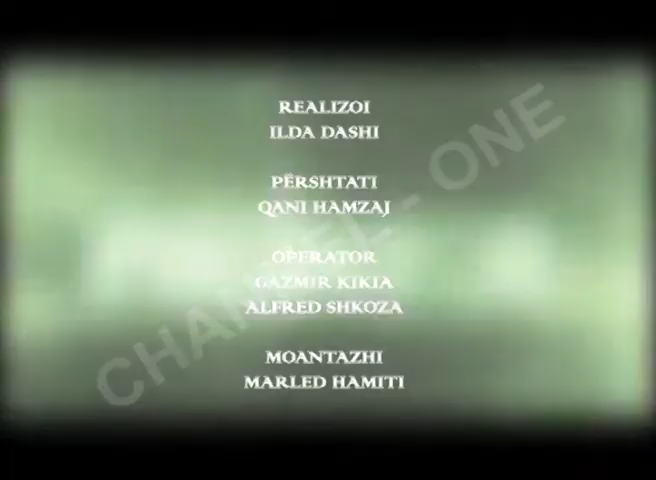 REALIZOI
ILDA DASHI
PËRSHTATI
QANI HAMZAJ
OPERATOR
GAZMIR KIKIA
ALFRED SHKOZA
MOANTAZHI
MARLED HAMITI
CHANNEL - ONE